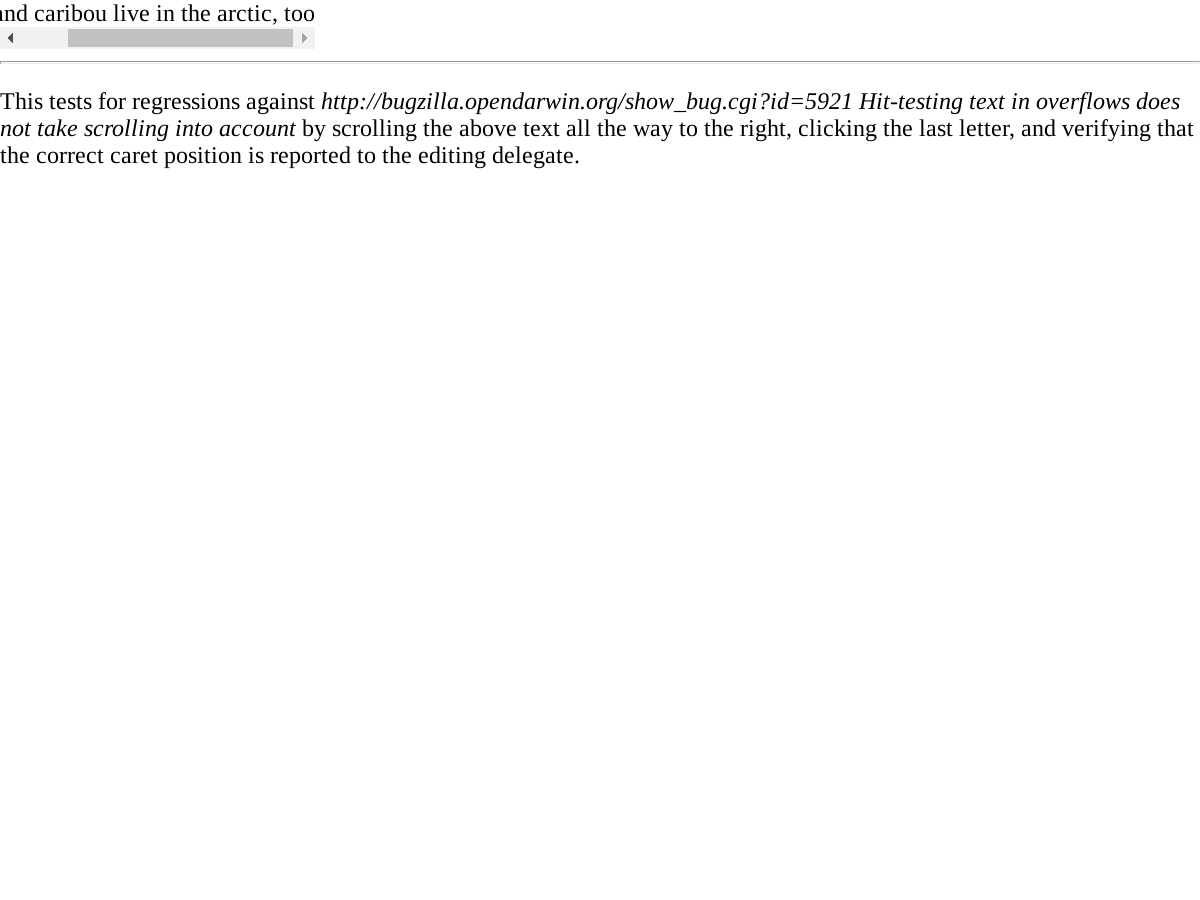 and caribou live in the arctic, too
This tests for regressions against http://bugzilla.opendarwin.org/show_bug.cgi?id=5921 Hit-testing text in overflows does
not take scrolling into account by scrolling the above text all the way to the right, clicking the last letter, and verifying that
the correct caret position is reported to the editing delegate.